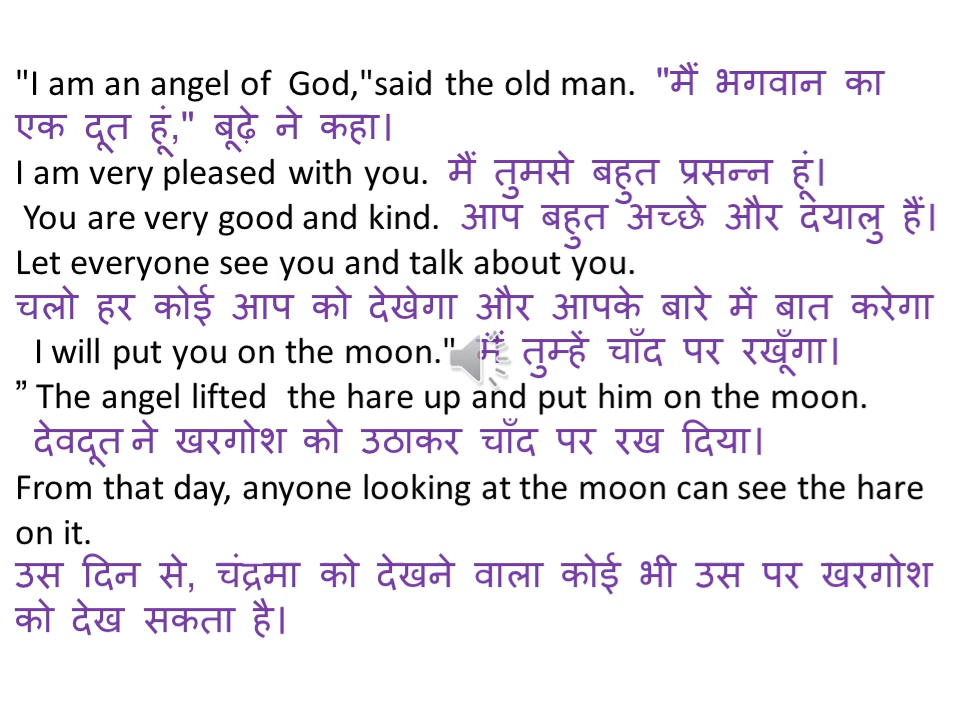 "I am an angel of  God,"said the old man.  "मैं भगवान का
एक दूत हूं," बूढ़े ने कहा।
I am very pleased with you.  मैं तुमसे बहुत प्रसन्न हूं।
You are very good and kind.  आप बहुत अच्छे और दयालु हैं।
Let everyone see you and talk about you.
चलो हर कोई आप को देखेगा और आपके बारे में बात करेगा
I will put you on the moon."  मैं तुम्हें चाँद पर रखूँगा।
” The angel lifted  the hare up and put him on the moon.
देवदूत ने खरगोश को उठाकर चाँद पर रख दिया।
From that day, anyone looking at the moon can see the hare
on it.
उस दिन से, चंद्रमा को देखने वाला कोई भी उस पर खरगोश
को देख सकता है।